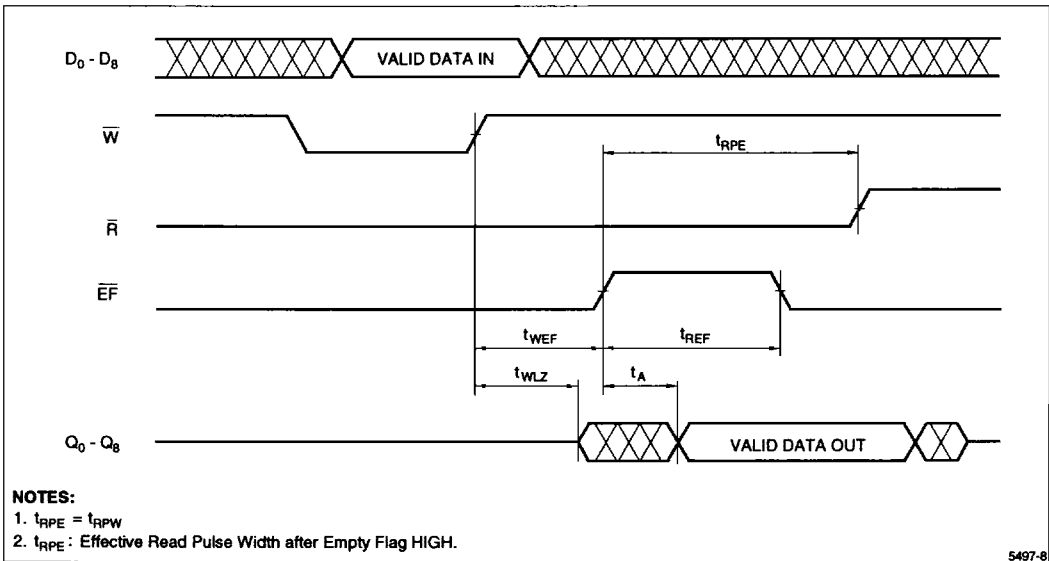 D₀ - D₈
VALID DATA IN
W̅
tRPE
R̅
E̅F̅
tWEF
tREF
tWLZ
tA
Q₀ - Q₈
VALID DATA OUT
NOTES:
1. tRPE = tRPW
2. tRPE : Effective Read Pulse Width after Empty Flag HIGH.
5497-8